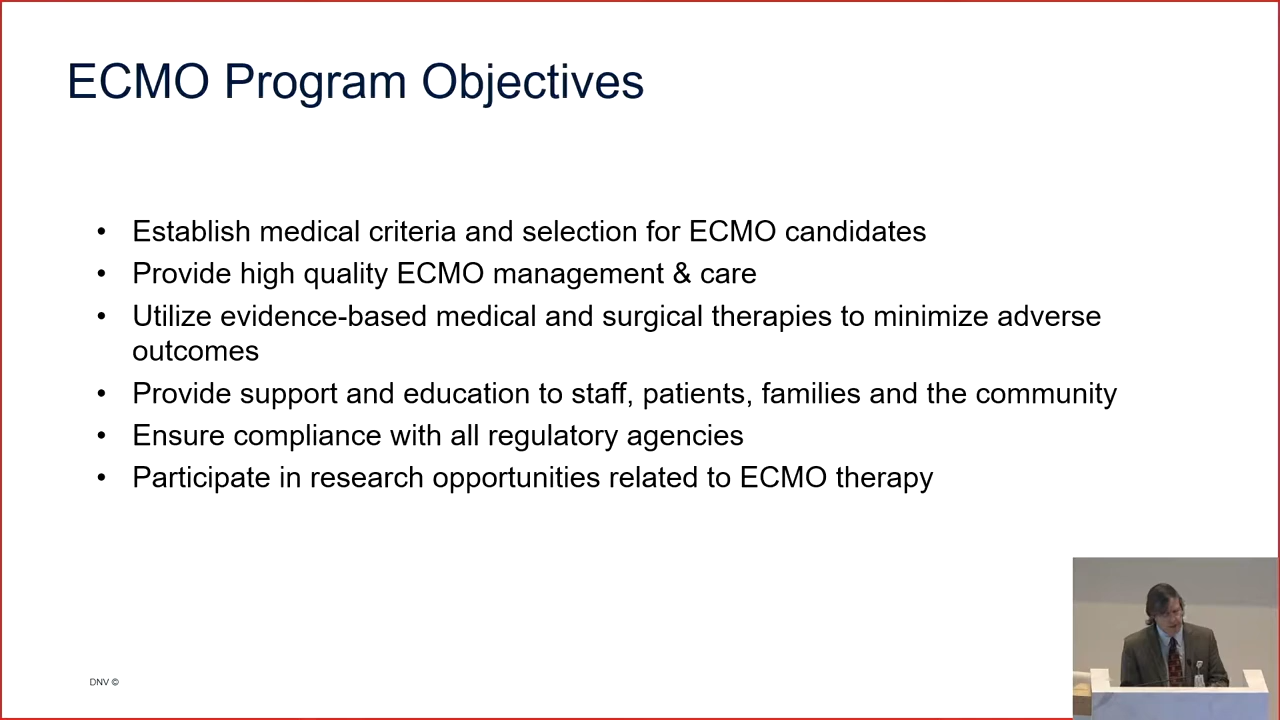 ECMO Program Objectives
• Establish medical criteria and selection for ECMO candidates
• Provide high quality ECMO management & care
• Utilize evidence-based medical and surgical therapies to minimize adverse
outcomes
• Provide support and education to staff, patients, families and the community
• Ensure compliance with all regulatory agencies
• Participate in research opportunities related to ECMO therapy
DNV ©